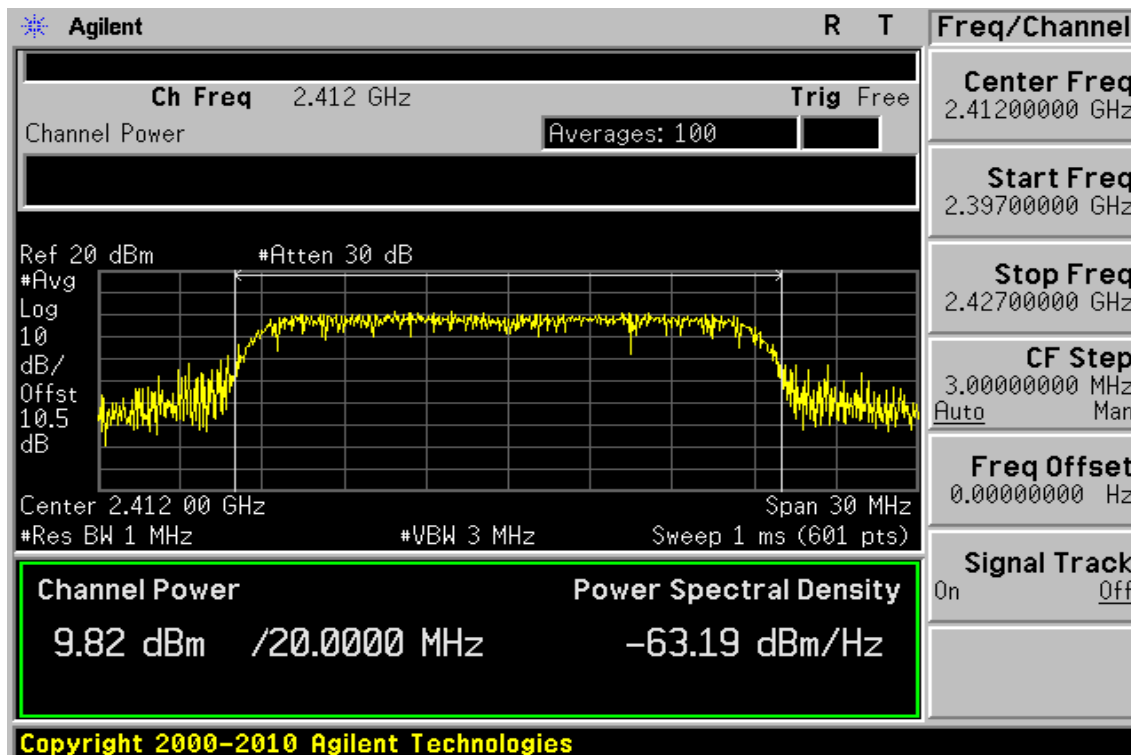 Agilent R T Freq/Channel
Ch Freq 2.412 GHz Trig Free
Channel Power Averages: 100
Center Freq
2.41200000 GHz
Start Freq
2.39700000 GHz
Stop Freq
2.42700000 GHz
CF Step
3.00000000 MHz
Auto Man
Freq Offset
0.00000000 Hz
Signal Track
On Off
Ref 20 dBm #Atten 30 dB
#Avg
Log
10
dB/
Offst
10.5
dB
Center 2.412 00 GHz Span 30 MHz
#Res BW 1 MHz #VBW 3 MHz Sweep 1 ms (601 pts)
Channel Power Power Spectral Density
9.82 dBm /20.0000 MHz -63.19 dBm/Hz
Copyright 2000-2010 Agilent Technologies